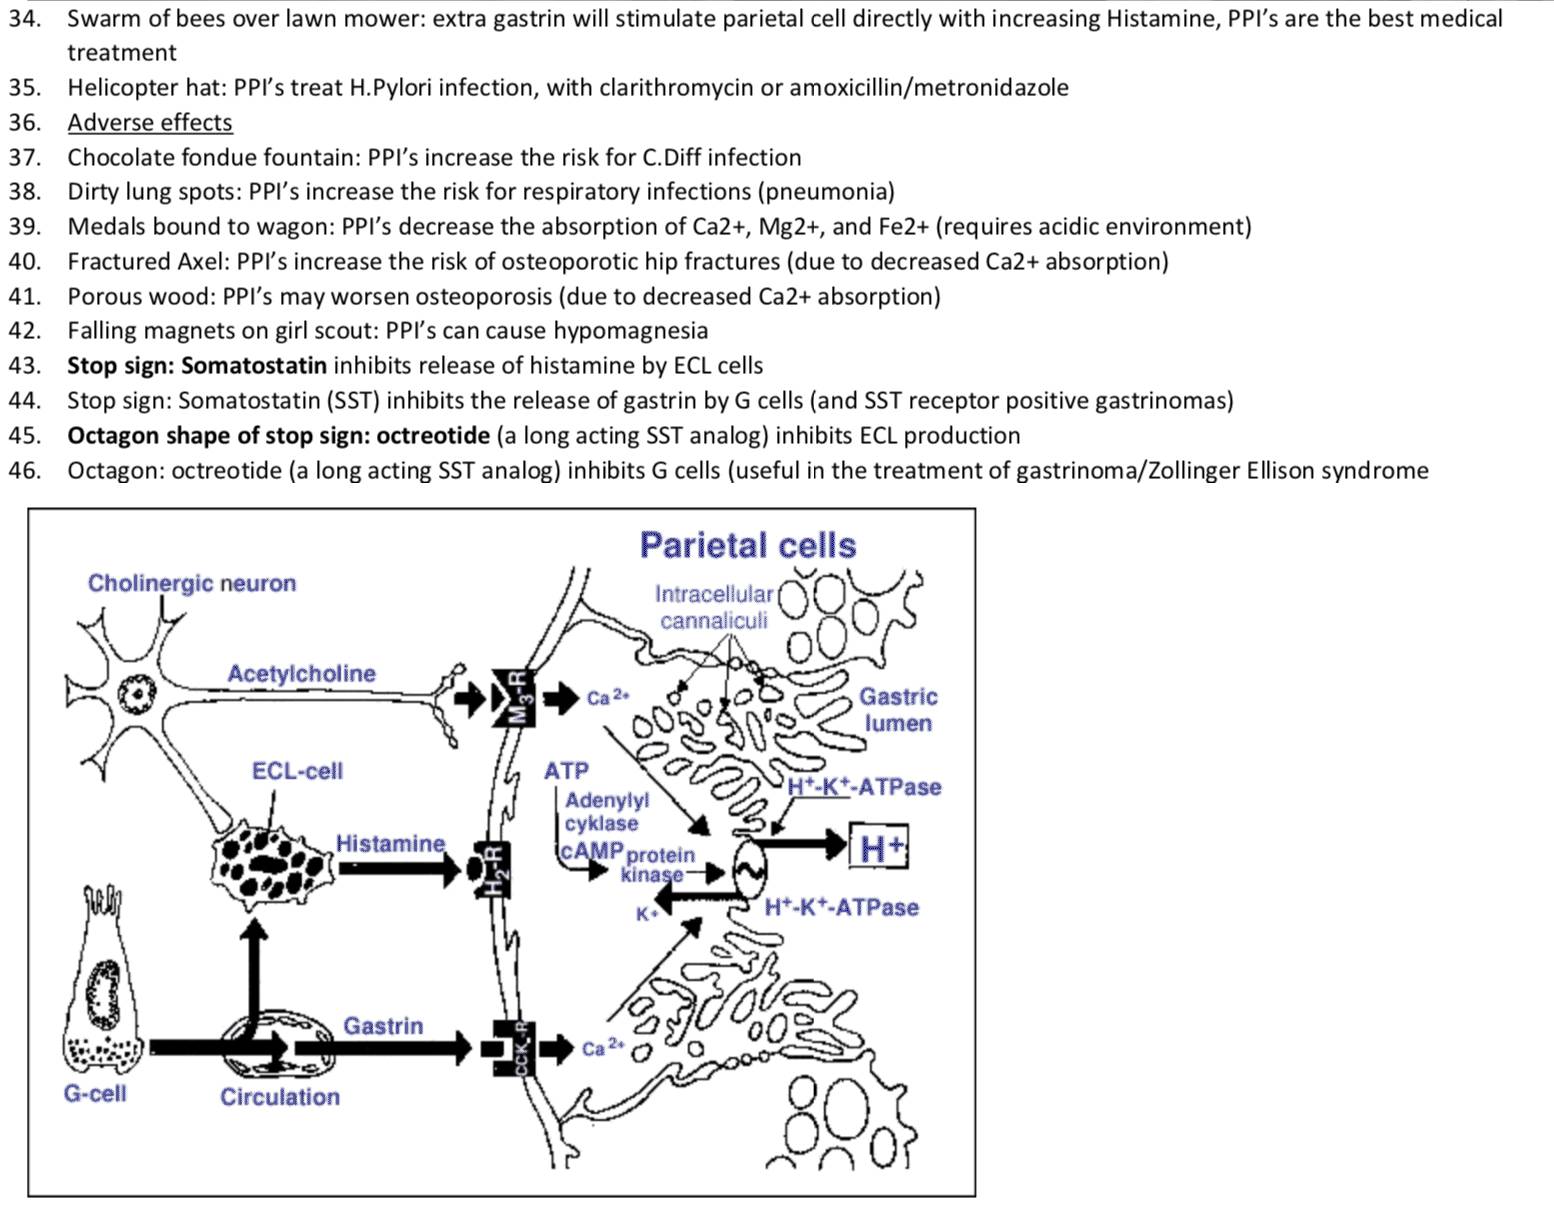 34. Swarm of bees over lawn mower: extra gastrin will stimulate parietal cell directly with increasing Histamine, PPI's are the best medical
treatment
35. Helicopter hat: PPI's treat H.Pylori infection, with clarithromycin or amoxicillin/metronidazole
36. Adverse effects
37. Chocolate fondue fountain: PPI's increase the risk for C.Diff infection
38. Dirty lung spots: PPI's increase the risk for respiratory infections (pneumonia)
39. Medals bound to wagon: PPI's decrease the absorption of Ca2+, Mg2+, and Fe2+ (requires acidic environment)
40. Fractured Axel: PPI's increase the risk of osteoporotic hip fractures (due to decreased Ca2+ absorption)
41. Porous wood: PPI's may worsen osteoporosis (due to decreased Ca2+ absorption)
42. Falling magnets on girl scout: PPI's can cause hypomagnesia
43. Stop sign: Somatostatin inhibits release of histamine by ECL cells
44. Stop sign: Somatostatin (SST) inhibits the release of gastrin by G cells (and SST receptor positive gastrinomas)
45. Octagon shape of stop sign: octreotide (a long acting SST analog) inhibits ECL production
46. Octagon: octreotide (a long acting SST analog) inhibits G cells (useful in the treatment of gastrinoma/Zollinger Ellison syndrome
Parietal cells
Cholinergic neuron
Intracellular
cannaliculi
Acetylcholine
M3-R
Ca2+
Gastric
lumen
ECL-cell
ATP
H+-K+-ATPase
Adenylyl
cyklase
Histamine
H2-R
cAMP protein
kinase
H+
K+
H+-K+-ATPase
Gastrin
CCK-R
Ca2+
G-cell
Circulation